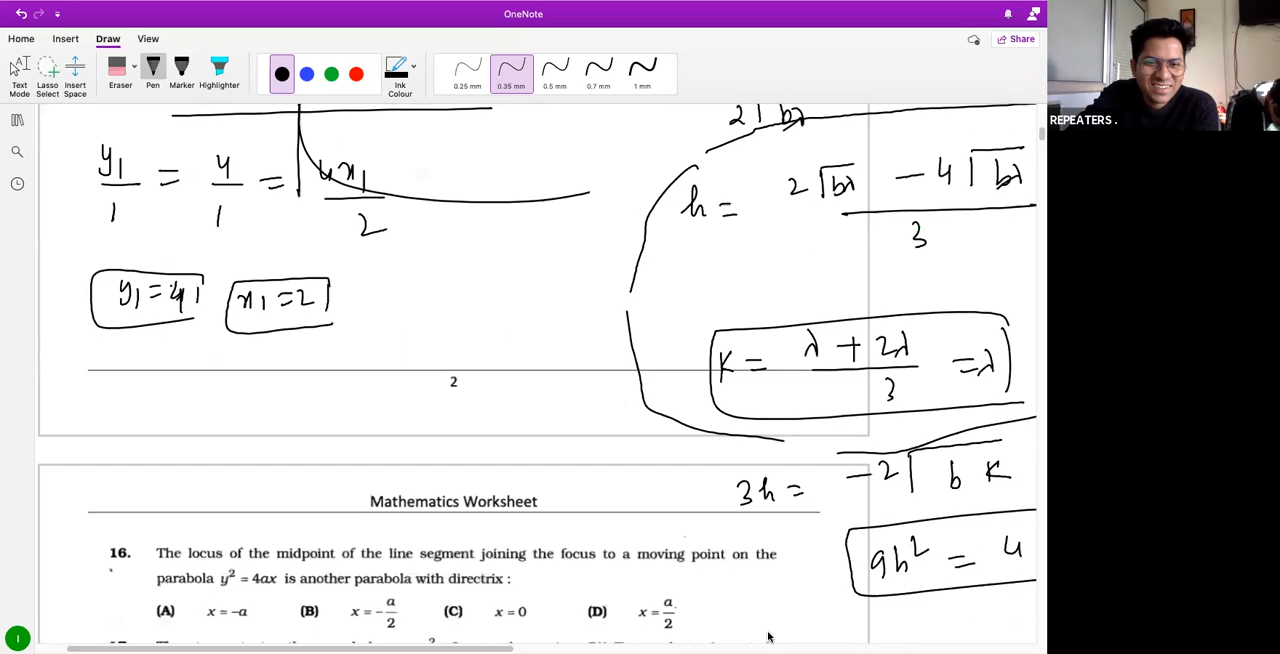 OneNote
Home Insert Draw View
Share
Text Mode
Lasso Select
Insert Space
Eraser
Pen
Marker
Highlighter
Ink Colour
0.25 mm
0.35 mm
0.5 mm
0.7 mm
1 mm
REPEATERS .
y₁/1 = 4/1 = 4x₁/2
y₁ = 4 x₁ = 2
2√bλ
h = (2√bλ − 4√bλ)/3
K = (λ + 2λ)/3 = λ
3h = −2√bK
9h² = 4
2
Mathematics Worksheet
16. The locus of the midpoint of the line segment joining the focus to a moving point on the
parabola y² = 4ax is another parabola with directrix :
(A) x = −a (B) x = −a/2 (C) x = 0 (D) x = a/2
I